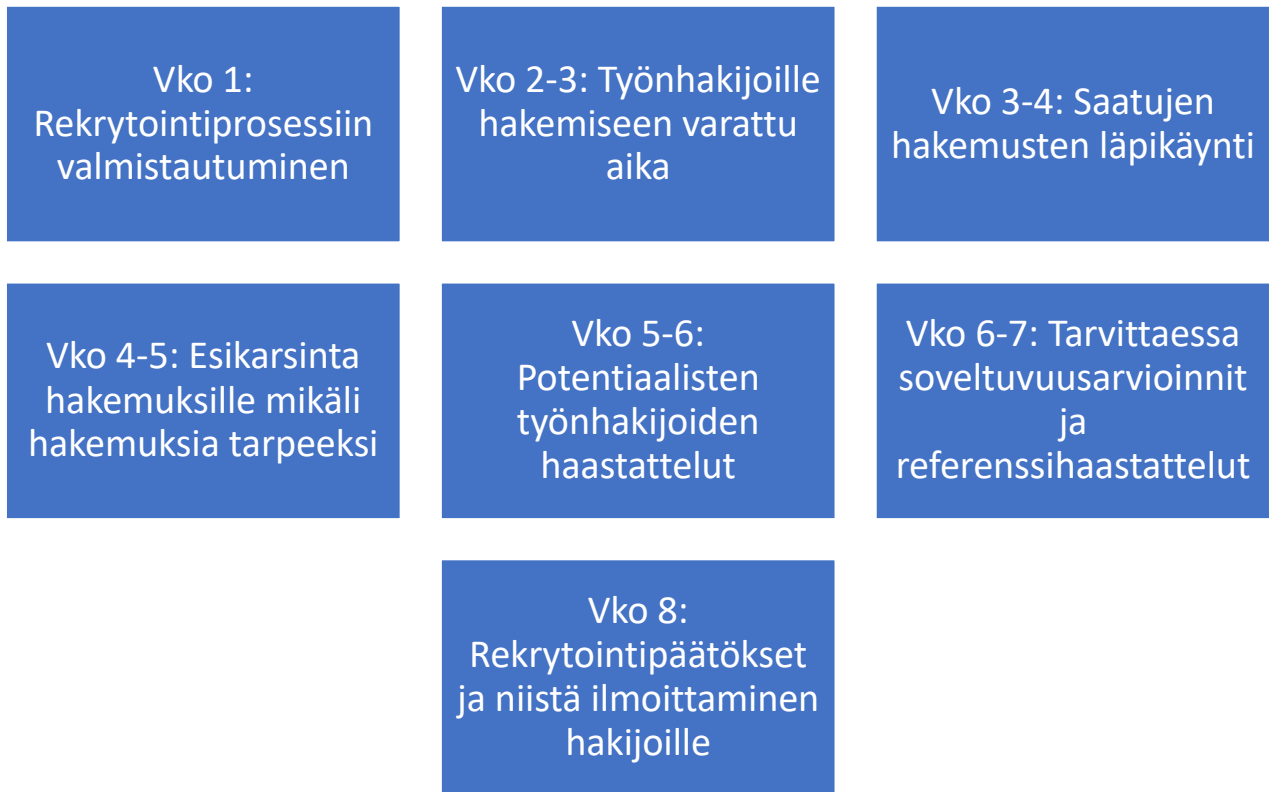 Vko 1:
Rekrytointiprosessiin
valmistautuminen
Vko 2-3: Työnhakijoille
hakemiseen varattu
aika
Vko 3-4: Saatujen
hakemusten läpikäynti
Vko 4-5: Esikarsinta
hakemuksille mikäli
hakemuksia tarpeeksi
Vko 5-6:
Potentiaalisten
työnhakijoiden
haastattelut
Vko 6-7: Tarvittaessa
soveltuvuusarvioinnit
ja
referenssihaastattelut
Vko 8:
Rekrytointipäätökset
ja niistä ilmoittaminen
hakijoille